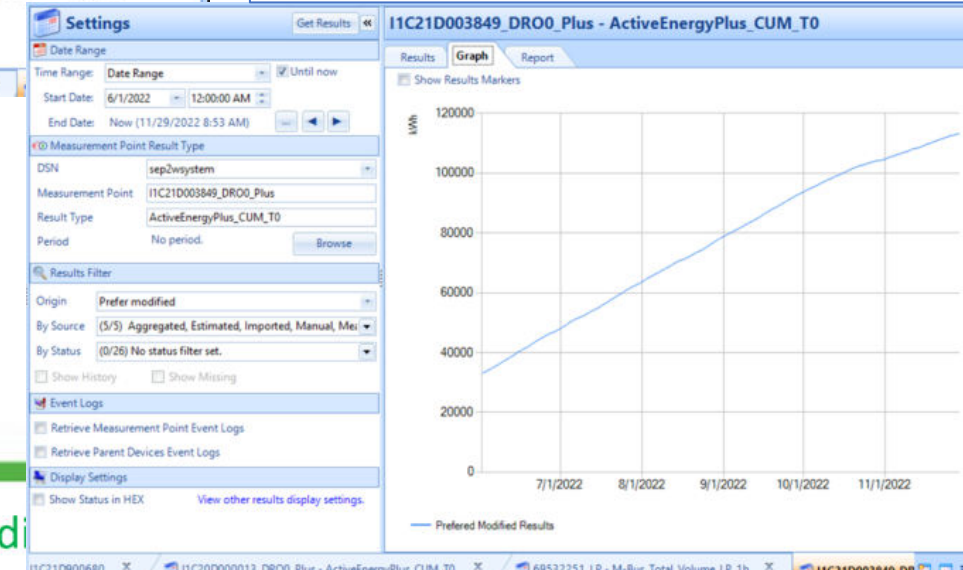 Settings
Get Results
«
Date Range
Time Range:
Date Range
Until now
Start Date:
6/1/2022
12:00:00 AM
End Date:
Now (11/29/2022 8:53 AM)
...
Measurement Point Result Type
DSN
sep2wsystem
Measurement Point
I1C21D003849_DRO0_Plus
Result Type
ActiveEnergyPlus_CUM_T0
Period
No period.
Browse
Results Filter
Origin
Prefer modified
By Source
(5/5) Aggregated, Estimated, Imported, Manual,
By Status
(0/26) No status filter set.
Show History
Show Missing
Event Logs
Retrieve Measurement Point Event Logs
Retrieve Parent Devices Event Logs
Display Settings
Show Status in HEX
View other results display settings.
I1C21D003849_DRO0_Plus - ActiveEnergyPlus_CUM_T0
Results
Graph
Report
Show Results Markers
kWh
120000
100000
80000
60000
40000
20000
0
7/1/2022
8/1/2022
9/1/2022
10/1/2022
11/1/2022
Prefered Modified Results
di
I1C21D900680 X
I1C20D000013_DRO0_Plus - ActiveEnergyPlus_CUM_T0 X
69532251_LP - M-Bus_Total_Volume_LP_1h X
I1C21D003849_DR